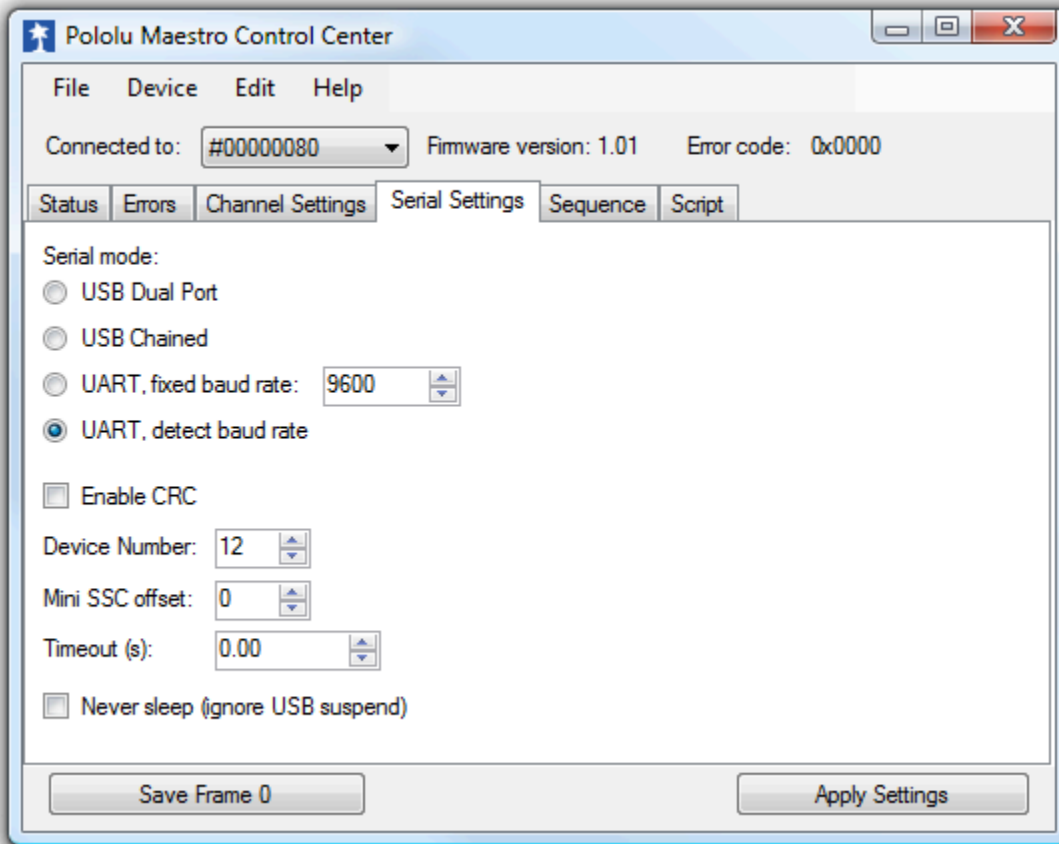 Pololu Maestro Control Center
File Device Edit Help
Connected to: #00000080 Firmware version: 1.01 Error code: 0x0000
Status Errors Channel Settings Serial Settings Sequence Script
Serial mode:
USB Dual Port
USB Chained
UART, fixed baud rate: 9600
UART, detect baud rate
Enable CRC
Device Number: 12
Mini SSC offset: 0
Timeout (s): 0.00
Never sleep (ignore USB suspend)
Save Frame 0 Apply Settings